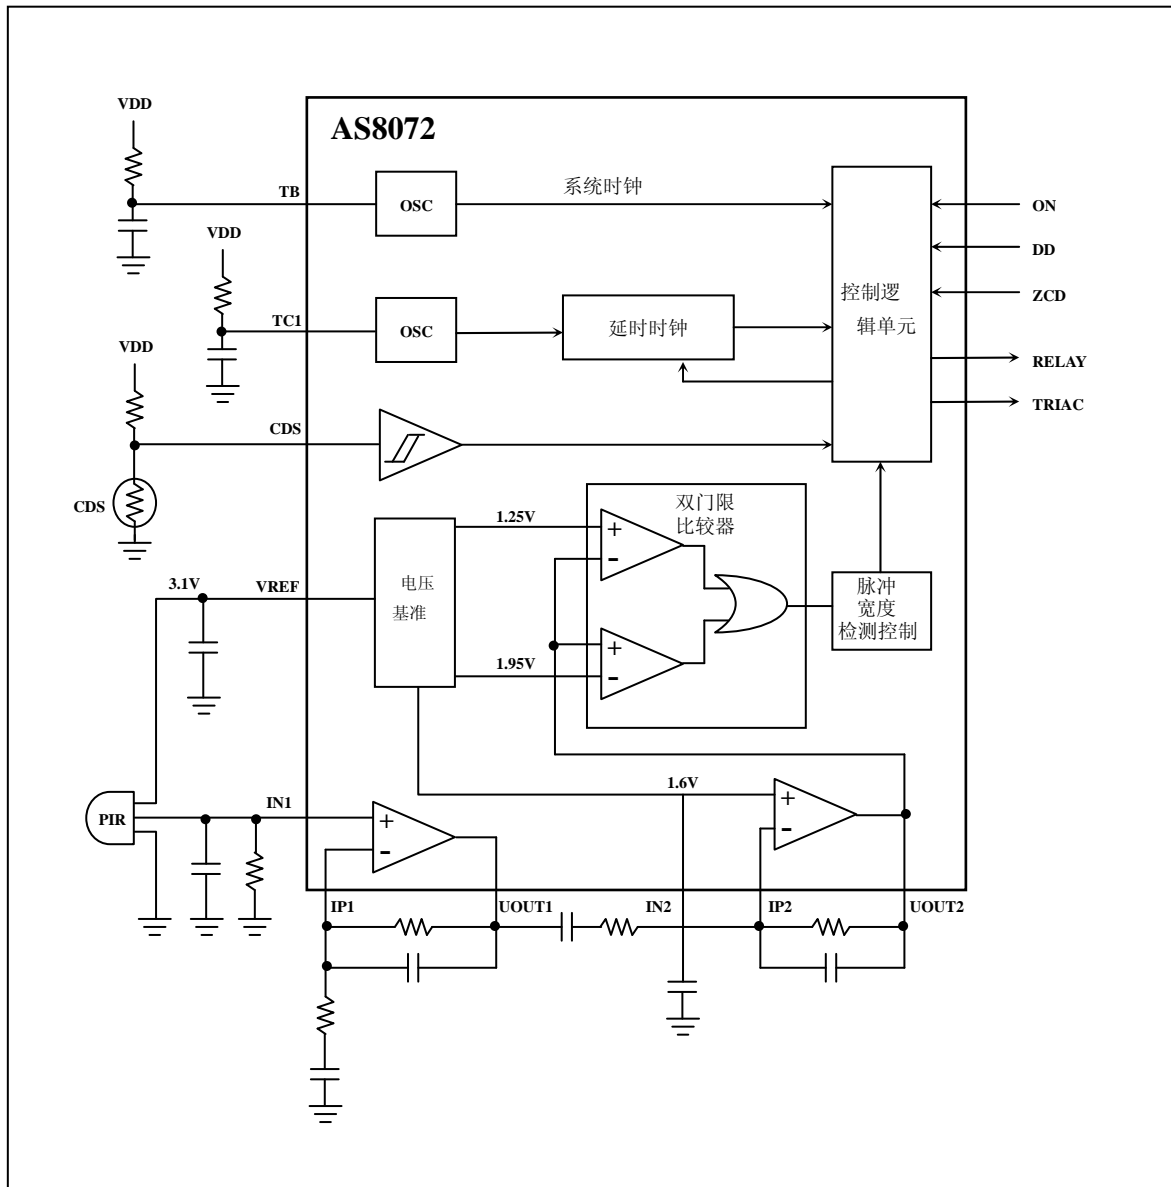 VDD
AS8072
TB
OSC
系统时钟
ON
VDD
DD
控制逻
辑单元
ZCD
TC1
OSC
延时时钟
VDD
RELAY
TRIAC
CDS
CDS
双门限
比较器
1.25V
+
-
3.1V
VREF
电压
基准
脉冲
宽度
检测控制
+
-
1.95V
1.6V
PIR
IN1
+
-
+
-
IP1
UOUT1
IN2
IP2
UOUT2